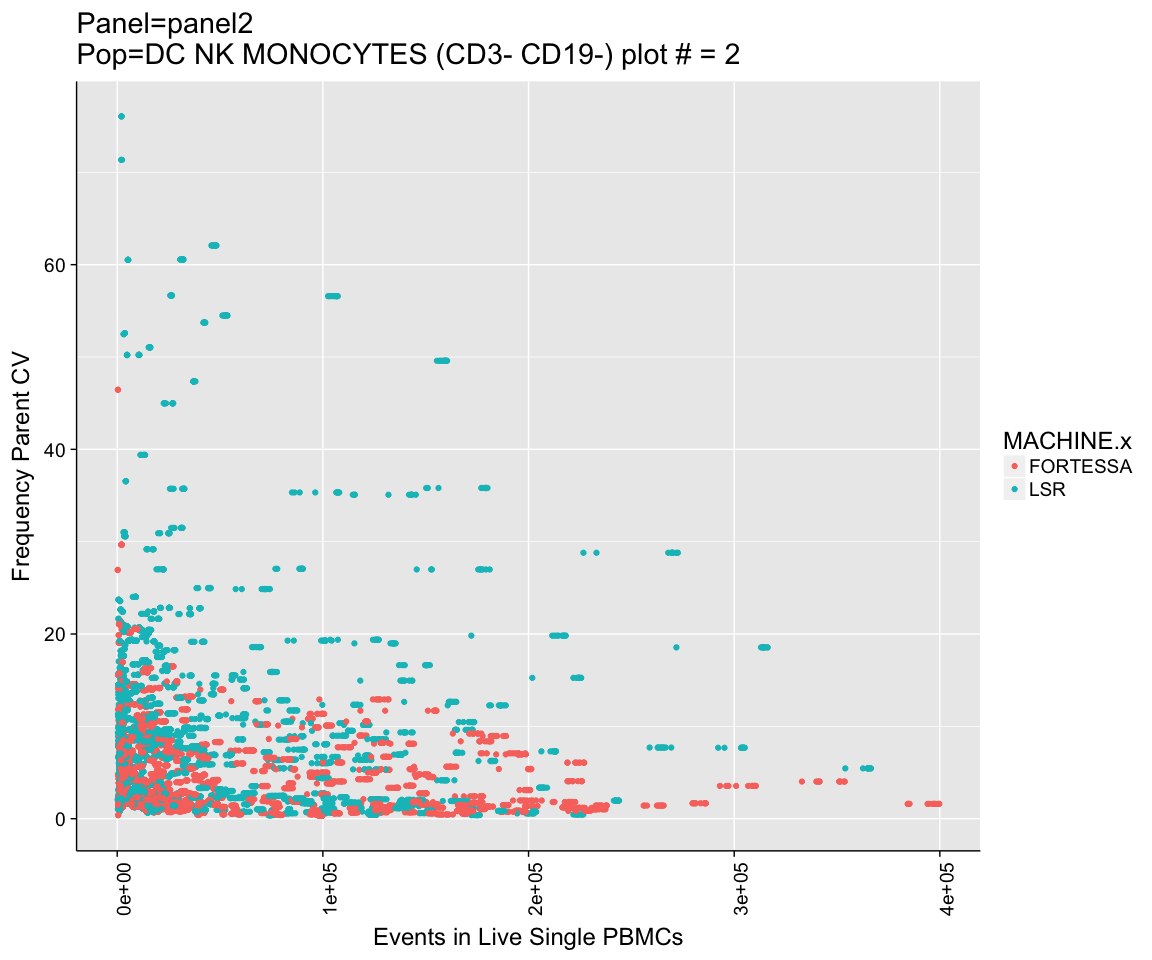 Panel=panel2
Pop=DC NK MONOCYTES (CD3- CD19-) plot # = 2
Frequency Parent CV
60
40
20
0
0e+00
1e+05
2e+05
3e+05
4e+05
Events in Live Single PBMCs
MACHINE.x
FORTESSA
LSR